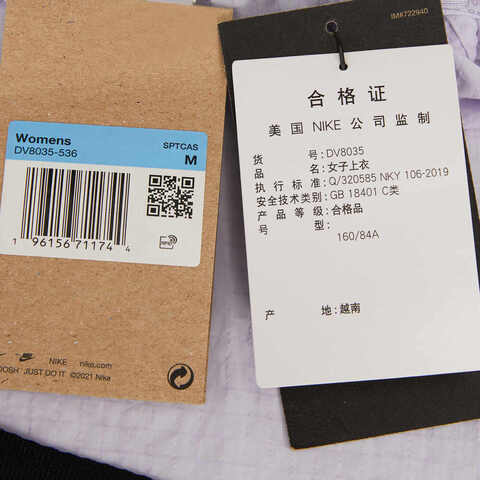 Womens
DV8035-536
SPTCAS
M
1 96156 71174 4
RFID
NIKE nike.com
JUST DO IT ©2021 Nike
IM#722940
合格证
美国 NIKE 公司监制
货号: DV8035
品名: 女子上衣
执行标准: Q/320585 NKY 106-2019
安全技术类别: GB 18401 C类
产品等级: 合格品
号型:
160/84A
产地: 越南